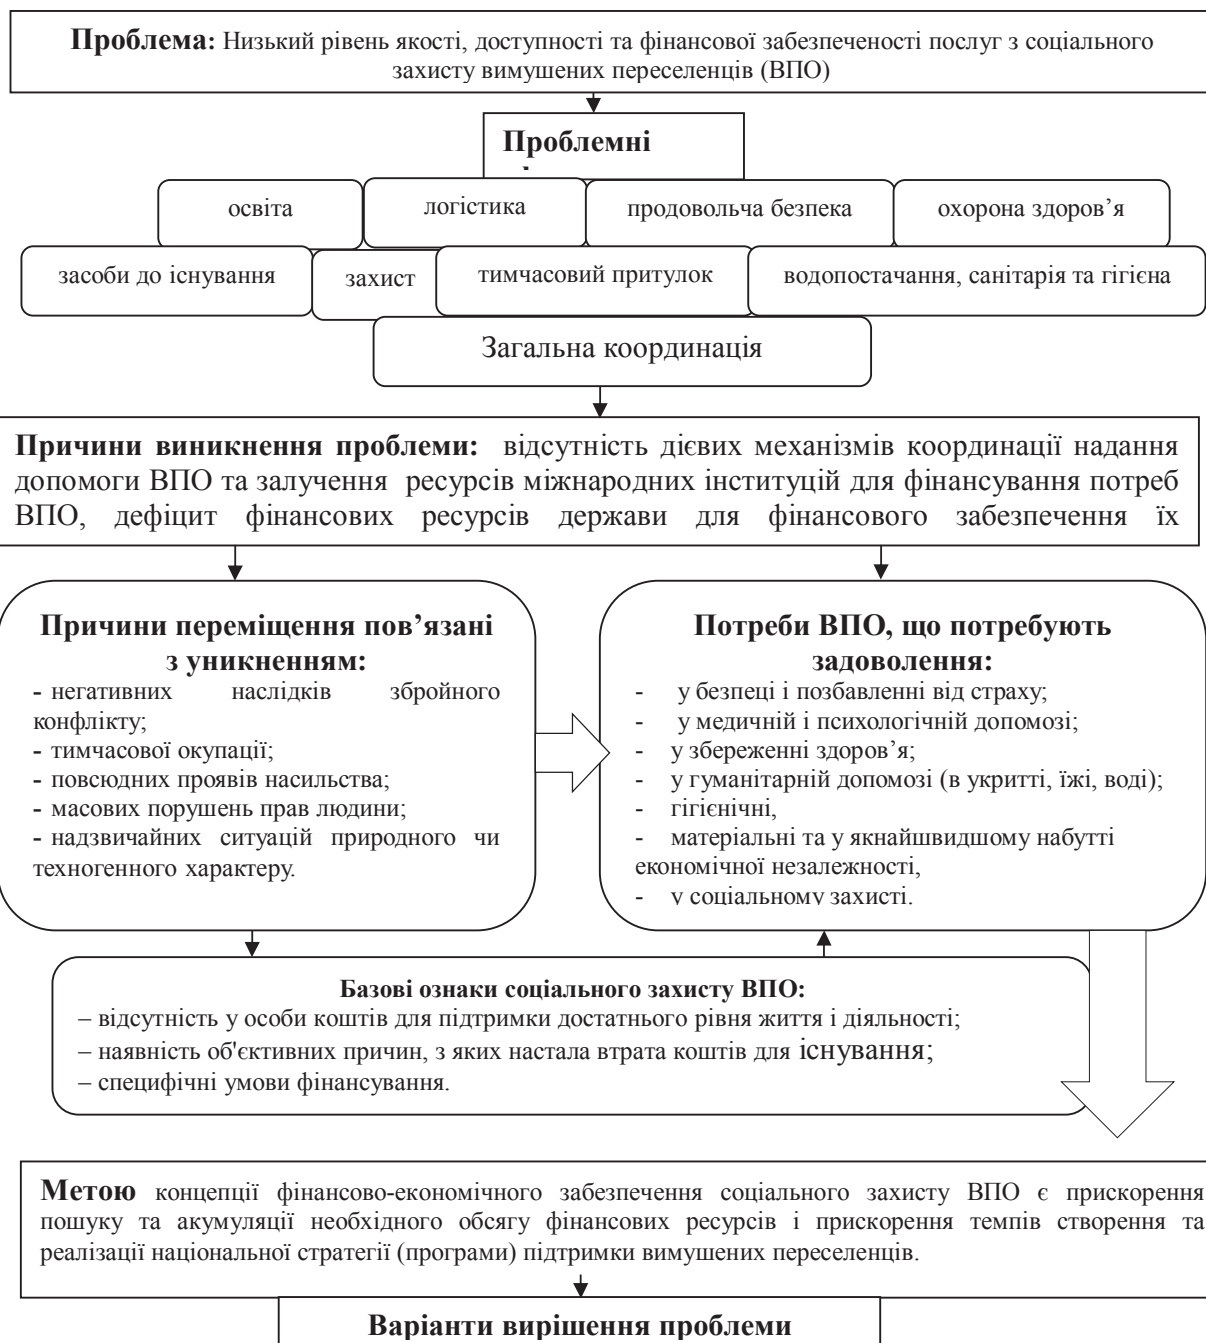 Проблема: Низький рівень якості, доступності та фінансової забезпеченості послуг з соціального
захисту вимушених переселенців (ВПО)
Проблемні
освіта
логістика
продовольча безпека
охорона здоров’я
засоби до існування
захист
тимчасовий притулок
водопостачання, санітарія та гігієна
Загальна координація
Причини виникнення проблеми: відсутність дієвих механізмів координації надання
допомоги ВПО та залучення ресурсів міжнародних інституцій для фінансування потреб
ВПО, дефіцит фінансових ресурсів держави для фінансового забезпечення їх
Причини переміщення пов’язані
з уникненням:
- негативних наслідків збройного
конфлікту;
- тимчасової окупації;
- повсюдних проявів насильства;
- масових порушень прав людини;
- надзвичайних ситуацій природного чи
техногенного характеру.
Потреби ВПО, що потребують
задоволення:
- у безпеці і позбавленні від страху;
- у медичній і психологічній допомозі;
- у збереженні здоров’я;
- у гуманітарній допомозі (в укритті, їжі, воді);
- гігієнічні,
- матеріальні та у якнайшвидшому набутті
економічної незалежності,
- у соціальному захисті.
Базові ознаки соціального захисту ВПО:
– відсутність у особи коштів для підтримки достатнього рівня життя і діяльності;
– наявність об'єктивних причин, з яких настала втрата коштів для існування;
– специфічні умови фінансування.
Метою концепції фінансово-економічного забезпечення соціального захисту ВПО є прискорення
пошуку та акумуляції необхідного обсягу фінансових ресурсів і прискорення темпів створення та
реалізації національної стратегії (програми) підтримки вимушених переселенців.
Варіанти вирішення проблеми